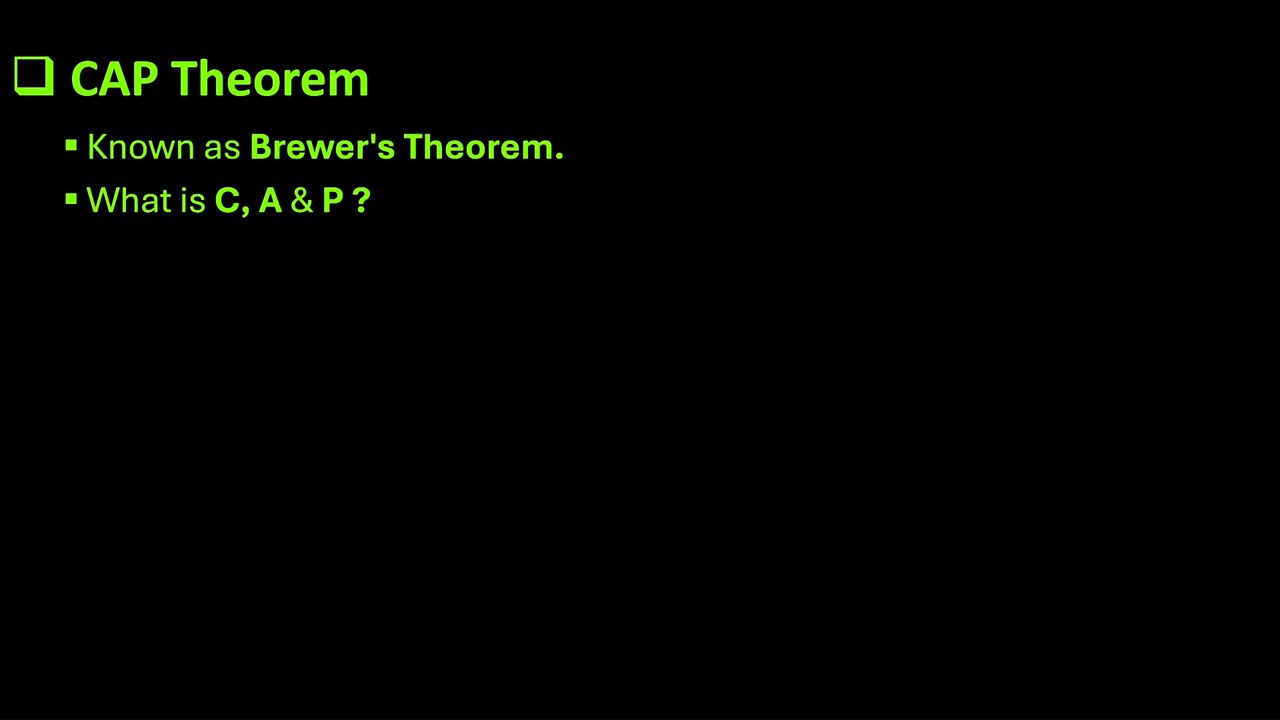 CAP Theorem
Known as Brewer's Theorem.
What is C, A & P ?